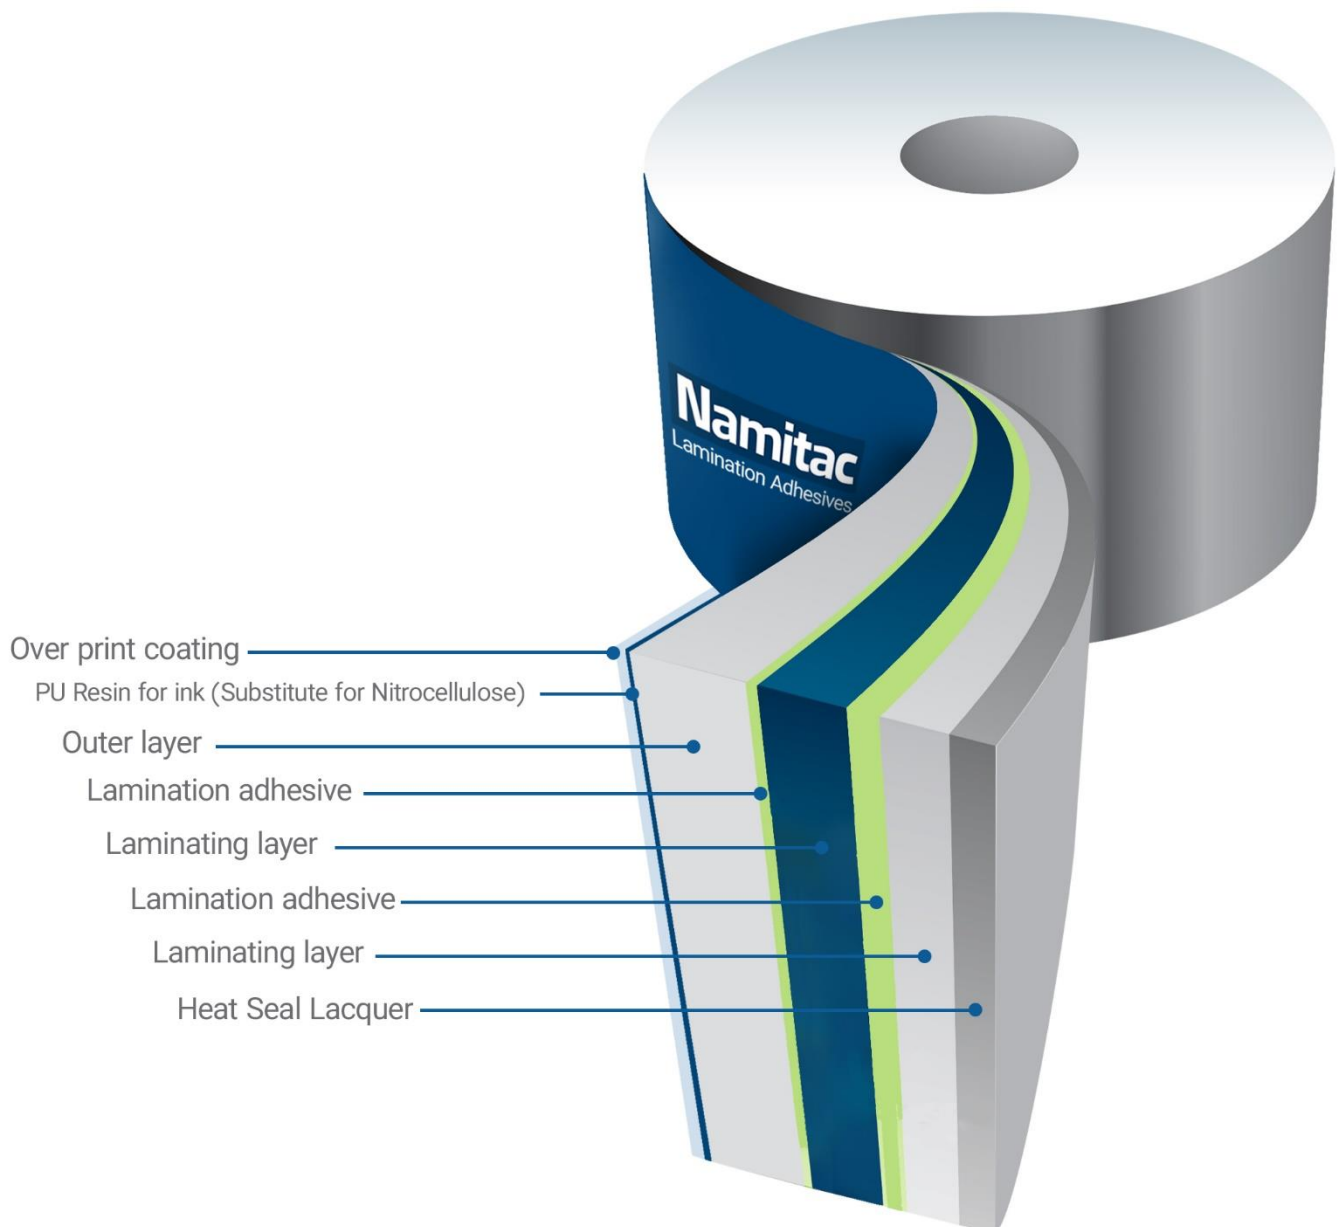 Namitac
Lamination Adhesives
Over print coating
PU Resin for ink (Substitute for Nitrocellulose)
Outer layer
Lamination adhesive
Laminating layer
Lamination adhesive
Laminating layer
Heat Seal Lacquer